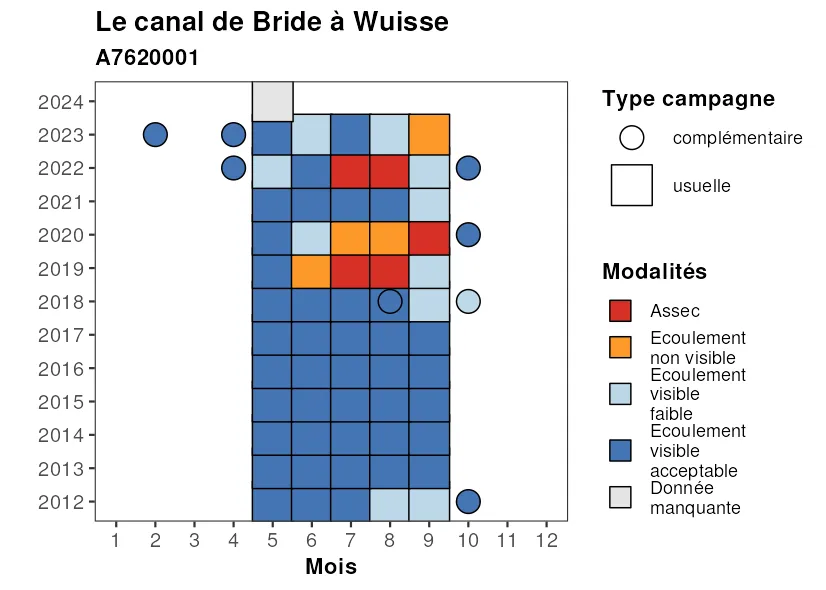 Le canal de Bride à Wuisse
A7620001
2024
2023
2022
2021
2020
2019
2018
2017
2016
2015
2014
2013
2012
1 2 3 4 5 6 7 8 9 10 11 12
Mois
Type campagne
complémentaire
usuelle
Modalités
Assec
Ecoulement
non visible
Ecoulement
visible
faible
Ecoulement
visible
acceptable
Donnée
manquante